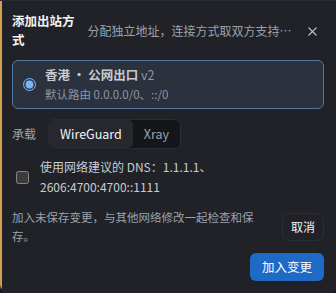 添加出站方
式
分配独立地址，连接方式取双方支持…
香港 · 公网出口 v2
默认路由 0.0.0.0/0、::/0
承载 WireGuard Xray
使用网络建议的 DNS：1.1.1.1、
2606:4700:4700::1111
加入未保存变更，与其他网络修改一起检查和保
存。
取消
加入变更